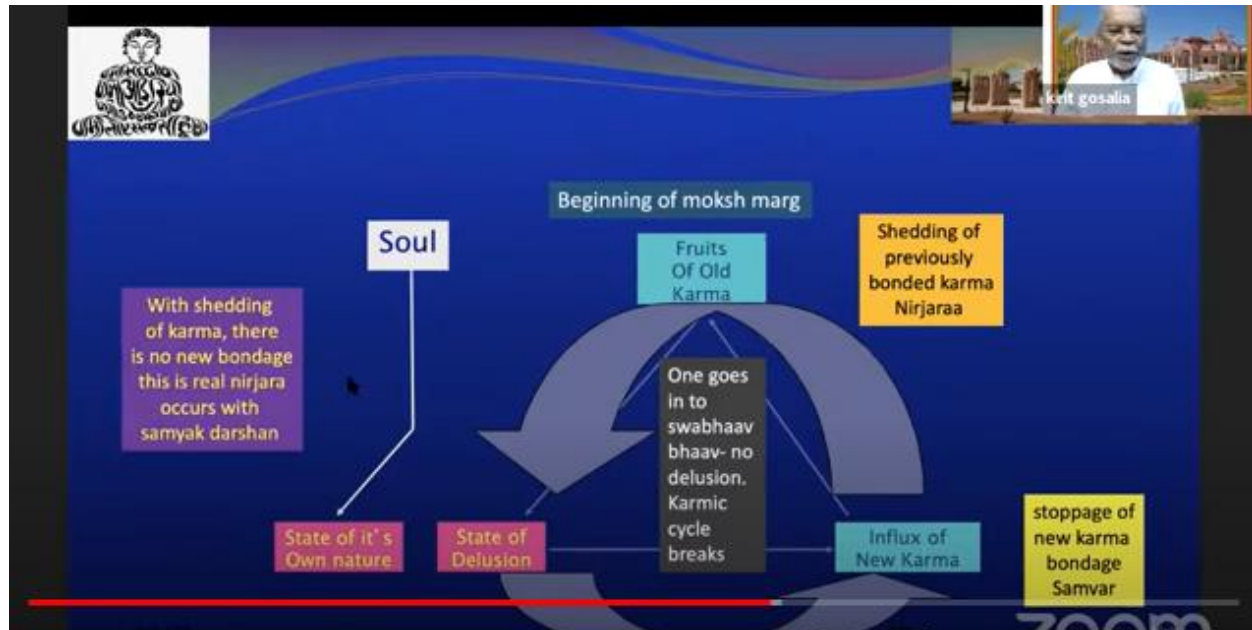 kirit gosalia
Beginning of moksh marg
Soul
Fruits
Of Old
Karma
Shedding of
previously
bonded karma
Nirjaraa
With shedding
of karma, there
is no new bondage
this is real nirjara
occurs with
samyak darshan
One goes
in to
swabhaav
bhaav- no
delusion.
Karmic
cycle
breaks
State of it's
Own nature
State of
Delusion
Influx of
New Karma
stoppage of
new karma
bondage
Samvar
zoom